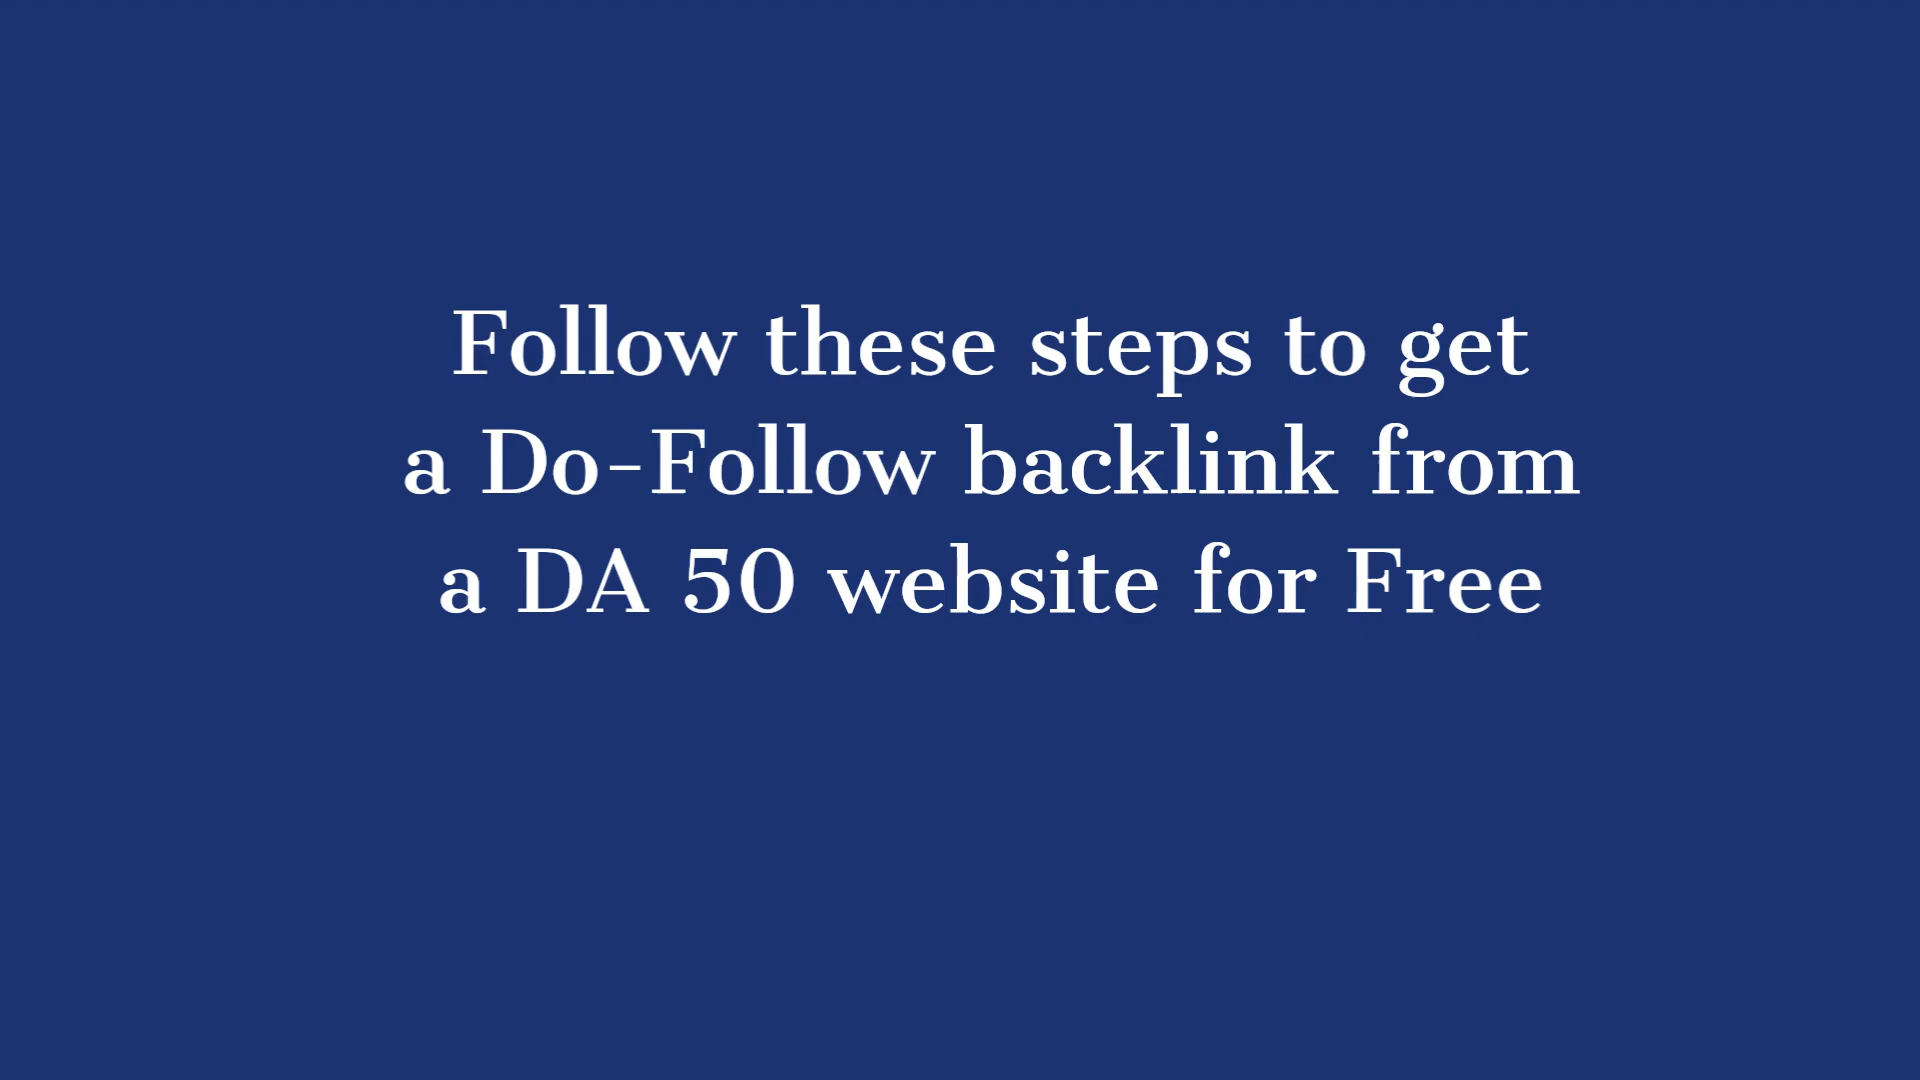 Follow these steps to get
a Do-Follow backlink from
a DA 50 website for Free